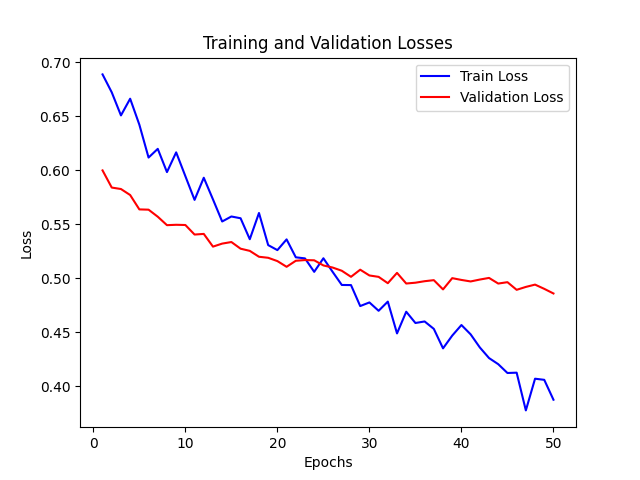 Training and Validation Losses
Train Loss
Validation Loss
Loss
0.70
0.65
0.60
0.55
0.50
0.45
0.40
0
10
20
30
40
50
Epochs